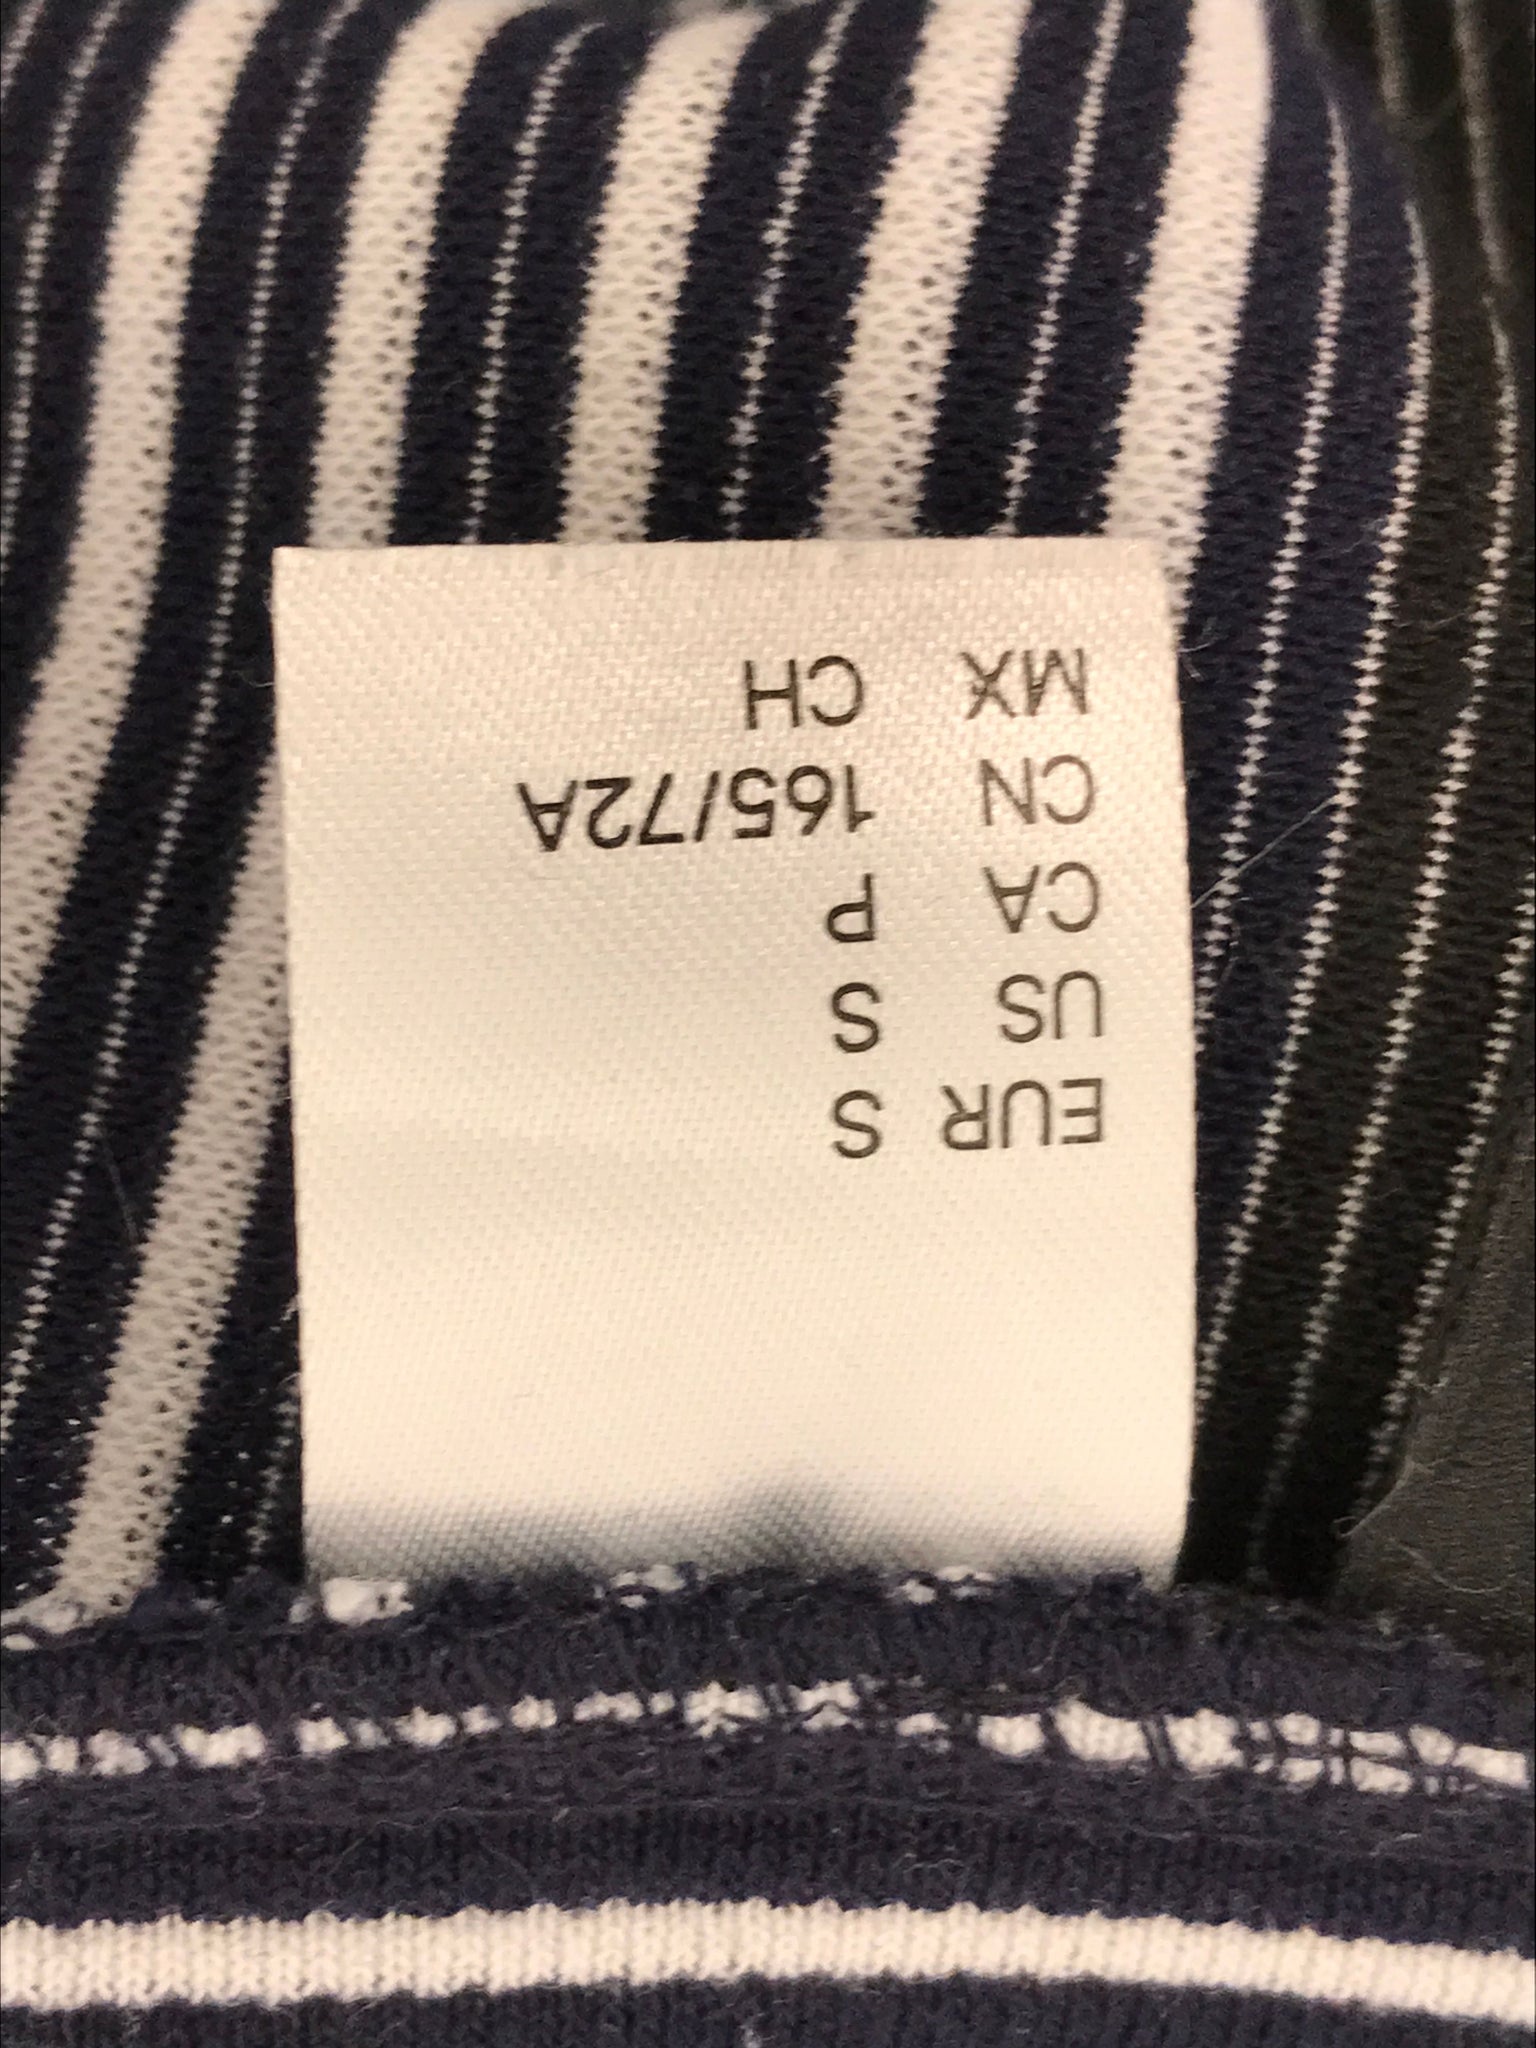 EUR S
US S
CA P
CN 165/72A
MX CH